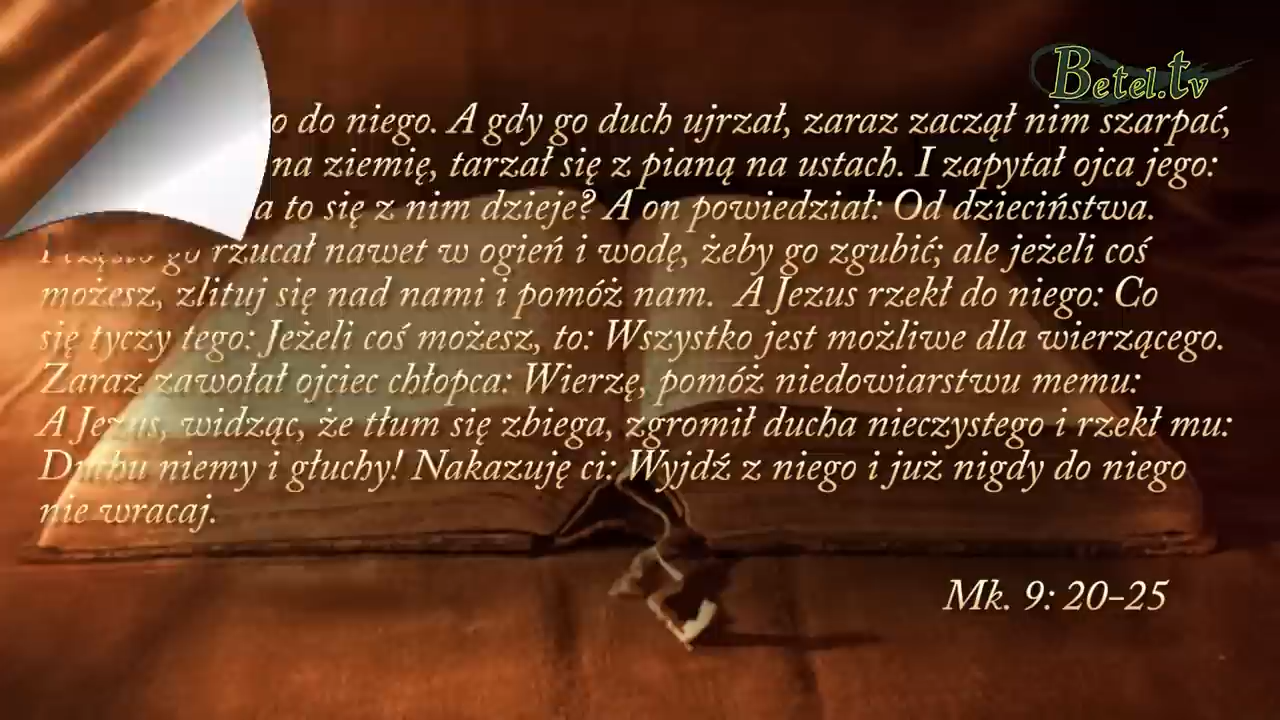 Betel.tv
do niego. A gdy go duch ujrzał, zaraz zaczął nim szarpać,
na ziemię, tarzał się z pianą na ustach. I zapytał ojca jego:
to się z nim dzieje? A on powiedział: Od dzieciństwa.
go rzucał nawet w ogień i wodę, żeby go zgubić; ale jeżeli coś
możesz, zlituj się nad nami i pomóż nam. A Jezus rzekł do niego: Co
się tyczy tego: Jeżeli coś możesz, to: Wszystko jest możliwe dla wierzącego.
Zaraz zawołał ojciec chłopca: Wierzę, pomóż niedowiarstwu memu:
A Jezus, widząc, że tłum się zbiega, zgromił ducha nieczystego i rzekł mu:
Duchu niemy i głuchy! Nakazuję ci: Wyjdź z niego i już nigdy do niego
nie wracaj.
Mk. 9: 20-25